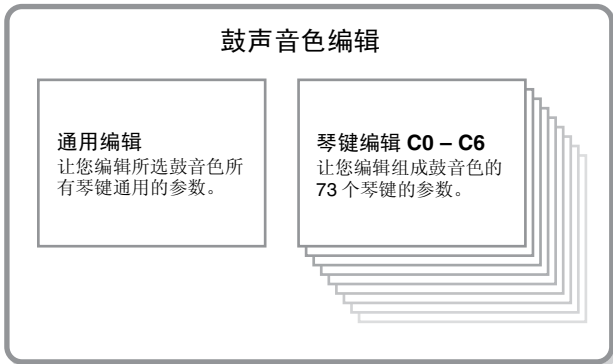 鼓声音色编辑
通用编辑
让您编辑所选鼓音色所
有琴键通用的参数。
琴键编辑 C0 – C6
让您编辑组成鼓音色的
73 个琴键的参数。